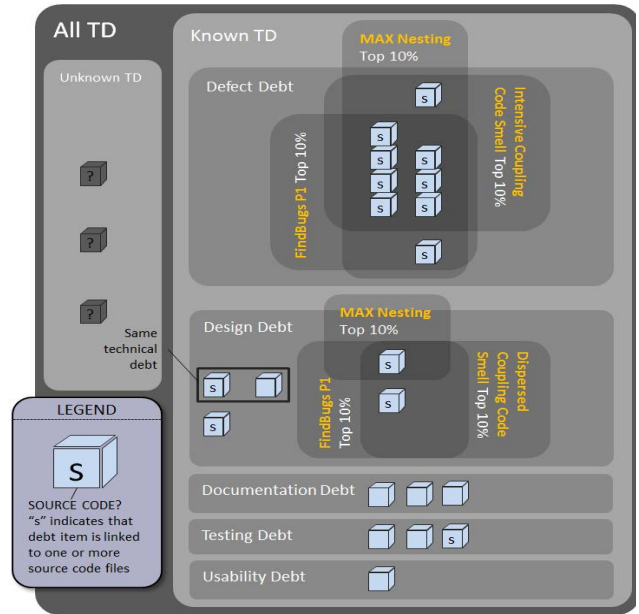 All TD
Known TD
MAX Nesting
Top 10%
Unknown TD
Defect Debt
Intensive Coupling
Code Smell Top 10%
FindBugs P1 Top 10%
s
s
s
s
s
s
s
s
s
?
?
?
MAX Nesting
Top 10%
Design Debt
Same
technical
debt
s
s
s
s
FindBugs P1
Top 10%
Dispersed
Coupling Code
Smell Top 10%
LEGEND
S
SOURCE CODE?
"s" indicates that
debt item is linked
to one or more
source code files
Documentation Debt
Testing Debt
s
Usability Debt